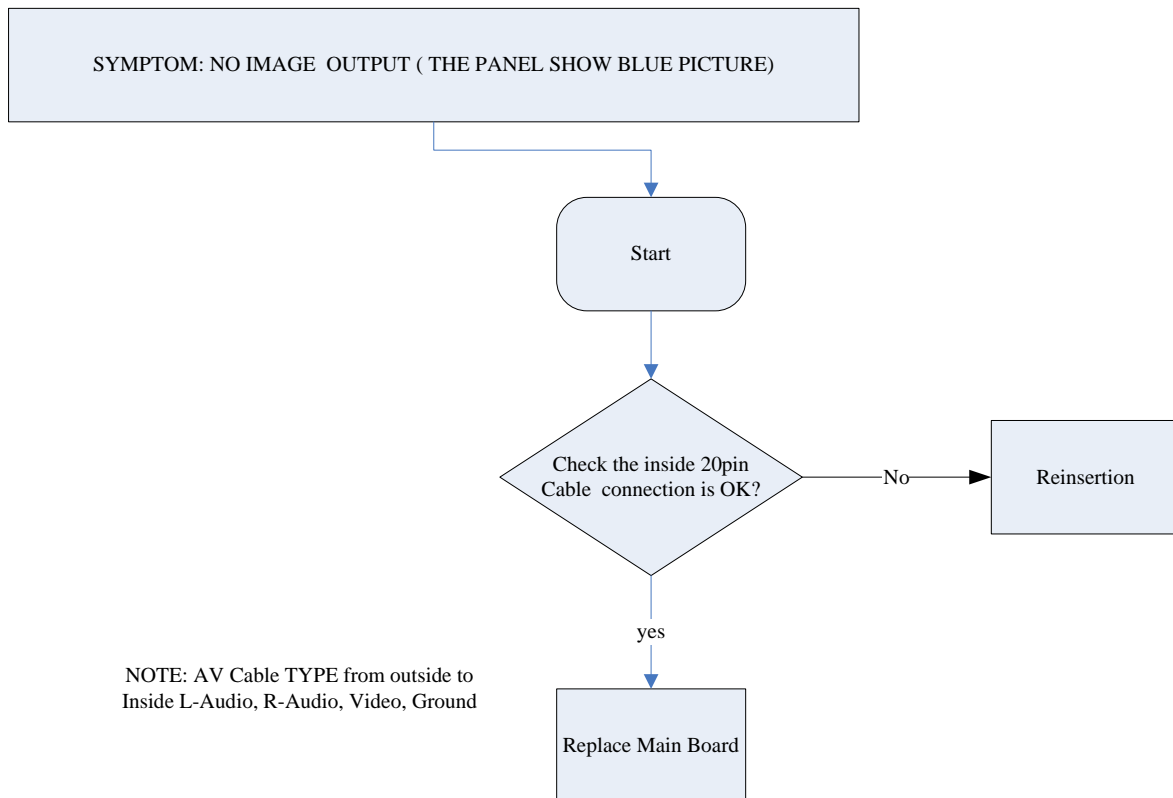 SYMPTOM: NO IMAGE  OUTPUT ( THE PANEL SHOW BLUE PICTURE)
Start
Check the inside 20pin
Cable  connection is OK?
No
Reinsertion
yes
NOTE: AV Cable TYPE from outside to
Inside L-Audio, R-Audio, Video, Ground
Replace Main Board